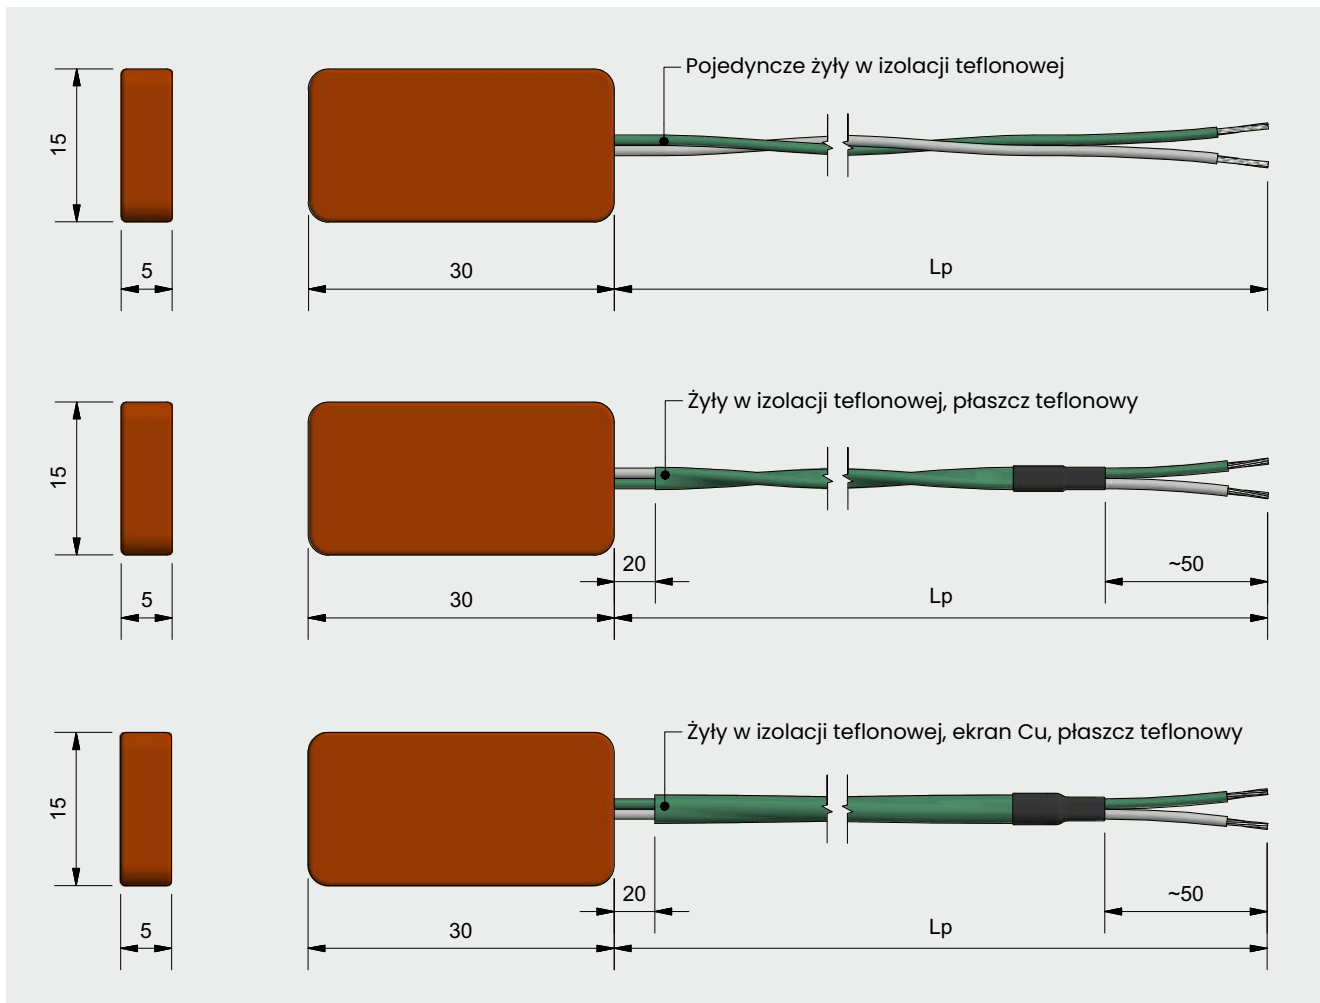 Pojedyncze żyły w izolacji teflonowej
15
5
30
Lp
Żyły w izolacji teflonowej, płaszcz teflonowy
15
20
~50
5
30
Lp
Żyły w izolacji teflonowej, ekran Cu, płaszcz teflonowy
15
20
~50
5
30
Lp